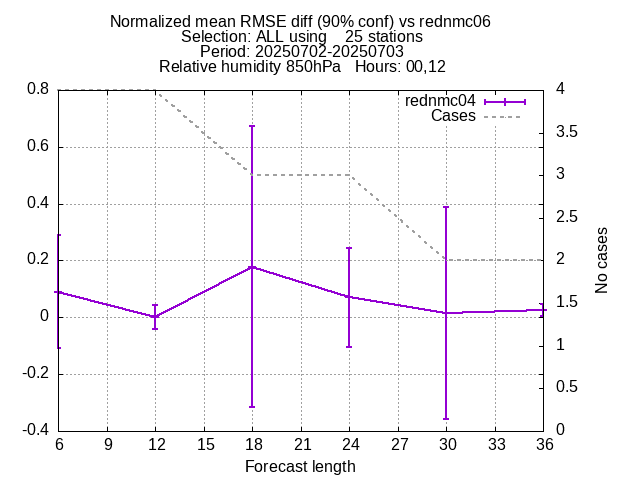 Normalized mean RMSE diff (90% conf) vs rednmc06
Selection: ALL using    25 stations
Period: 20250702-20250703
Relative humidity 850hPa   Hours: 00,12
rednmc04
Cases
0.8
0.6
0.4
0.2
0
-0.2
-0.4
4
3.5
3
2.5
2
1.5
1
0.5
0
No cases
6 9 12 15 18 21 24 27 30 33 36
Forecast length